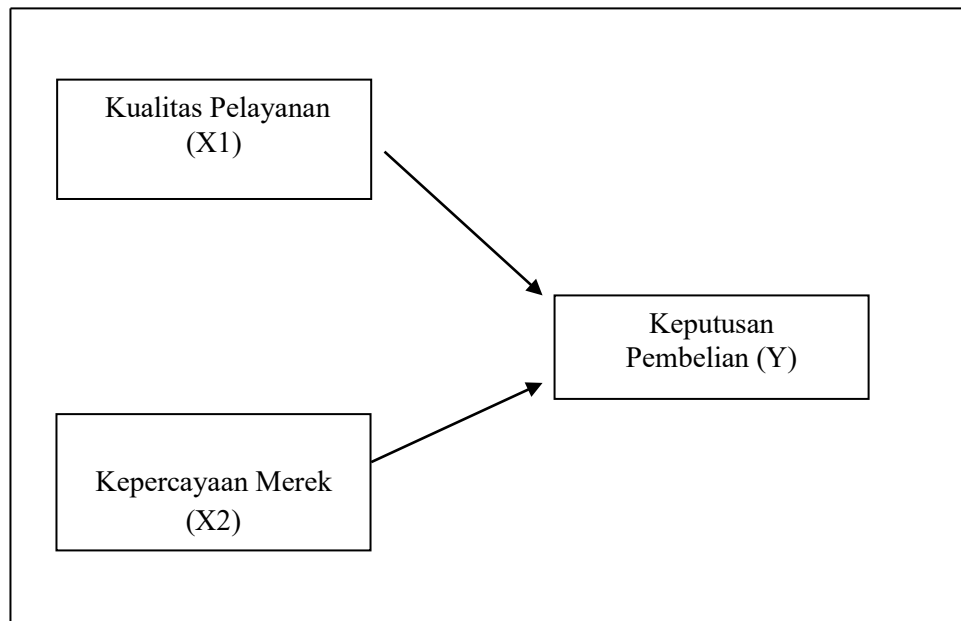 Kualitas Pelayanan
(X1)
Keputusan
Pembelian (Y)
Kepercayaan Merek
(X2)